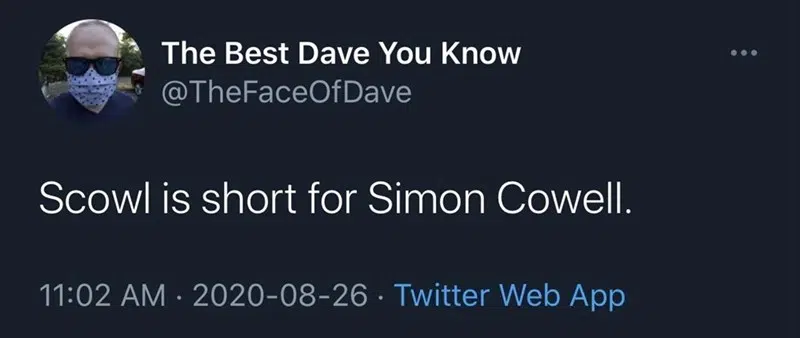 The Best Dave You Know
@TheFaceOfDave
Scowl is short for Simon Cowell.
11:02 AM · 2020-08-26 · Twitter Web App